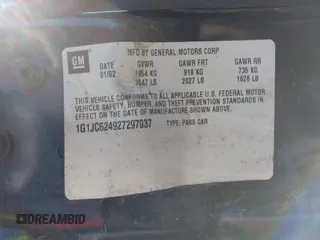 GM
MFD BY GENERAL MOTORS CORP
DATE GVWR GAWR FRT GAWR RR
01/02 1654 KG 919 KG 735 KG
3647 LB 2027 LB 1620 LB
THIS VEHICLE CONFORMS TO ALL APPLICABLE U.S. FEDERAL MOTOR
VEHICLE SAFETY, BUMPER, AND THEFT PREVENTION STANDARDS IN
EFFECT ON THE DATE OF MANUFACTURE SHOWN ABOVE.
1G1JC524927297037 TYPE: PASS CAR
DREAMBID